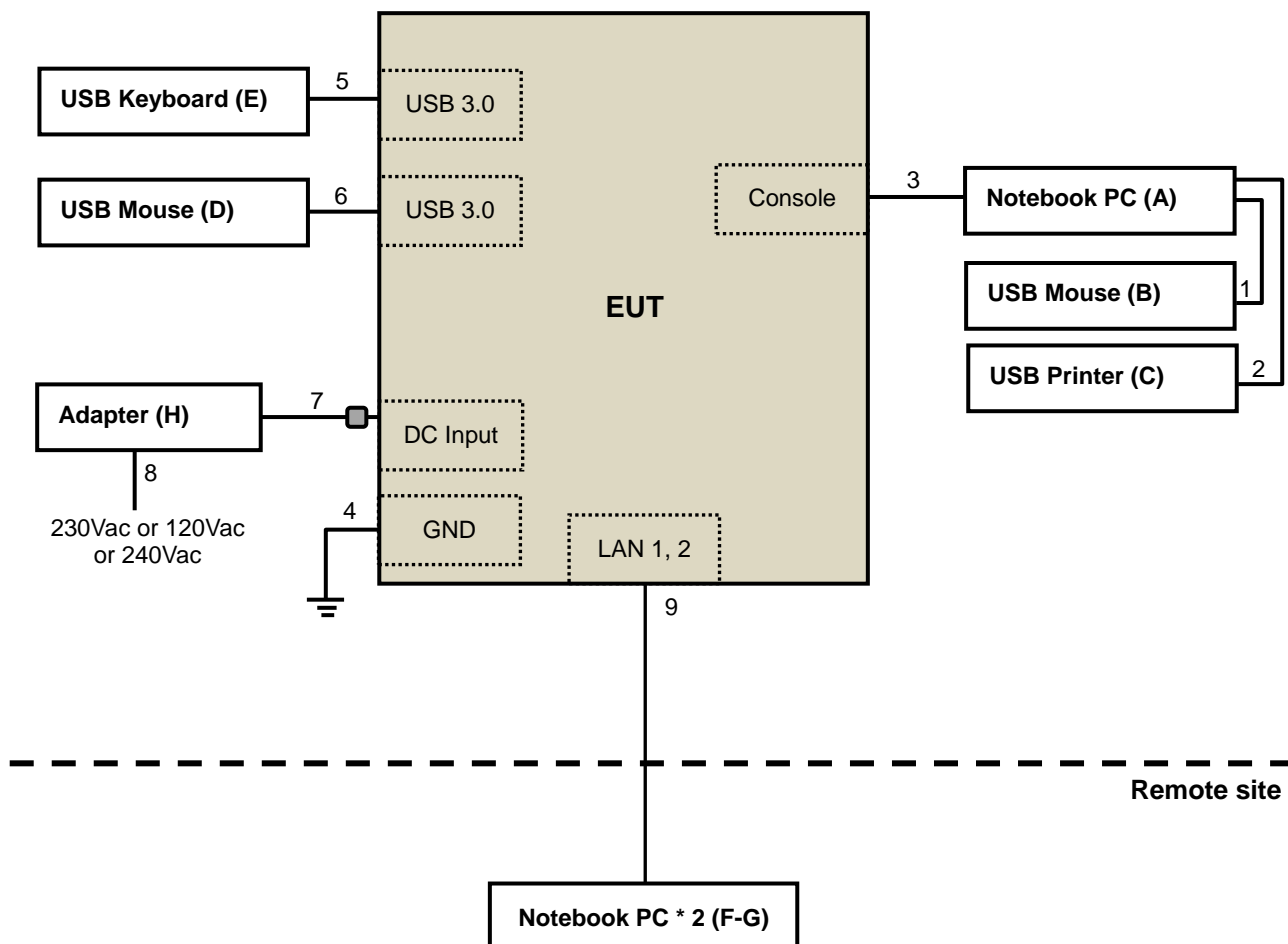 5
USB Keyboard (E)
USB 3.0
6
USB Mouse (D)
USB 3.0
Console
3
Notebook PC (A)
USB Mouse (B)
1
EUT
USB Printer (C)
2
7
Adapter (H)
DC Input
8
230Vac or 120Vac
or 240Vac
4
GND
LAN 1, 2
9
Remote site
Notebook PC * 2 (F-G)